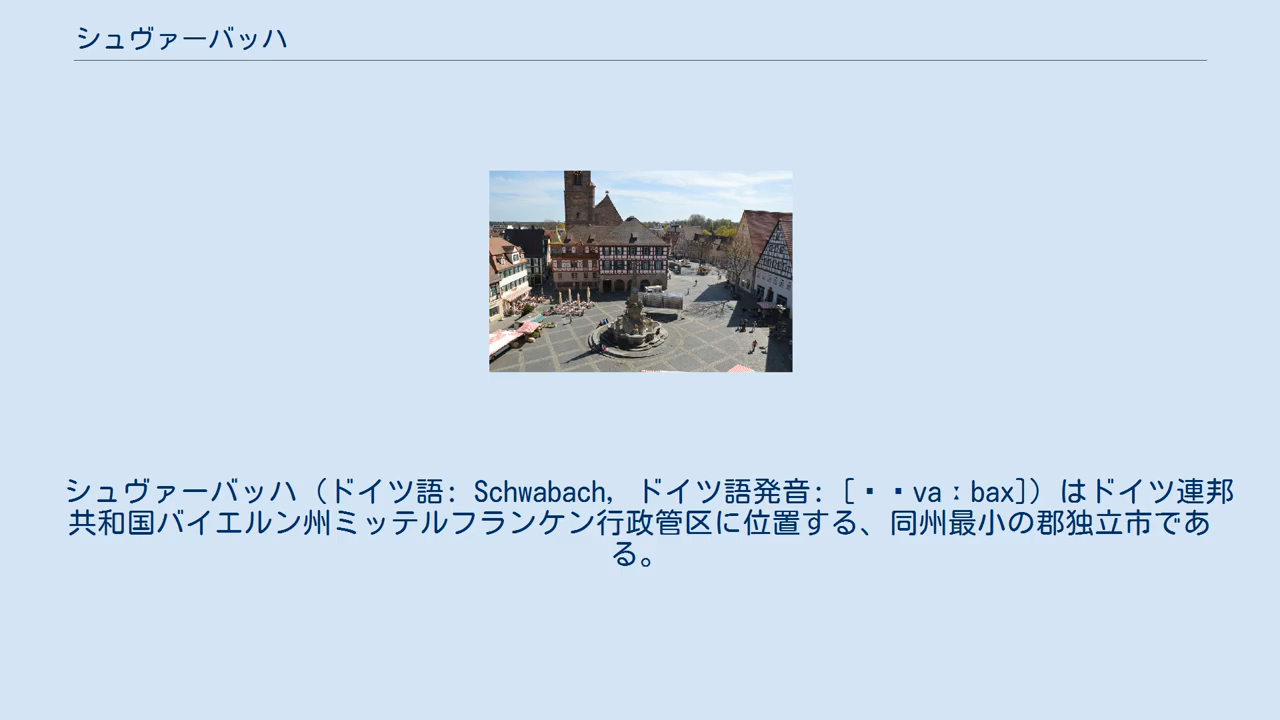 シュヴァーバッハ
シュヴァーバッハ（ドイツ語: Schwabach, ドイツ語発音: [▪▪vaːbax]）はドイツ連邦
共和国バイエルン州ミッテルフランケン行政管区に位置する、同州最小の郡独立市であ
る。